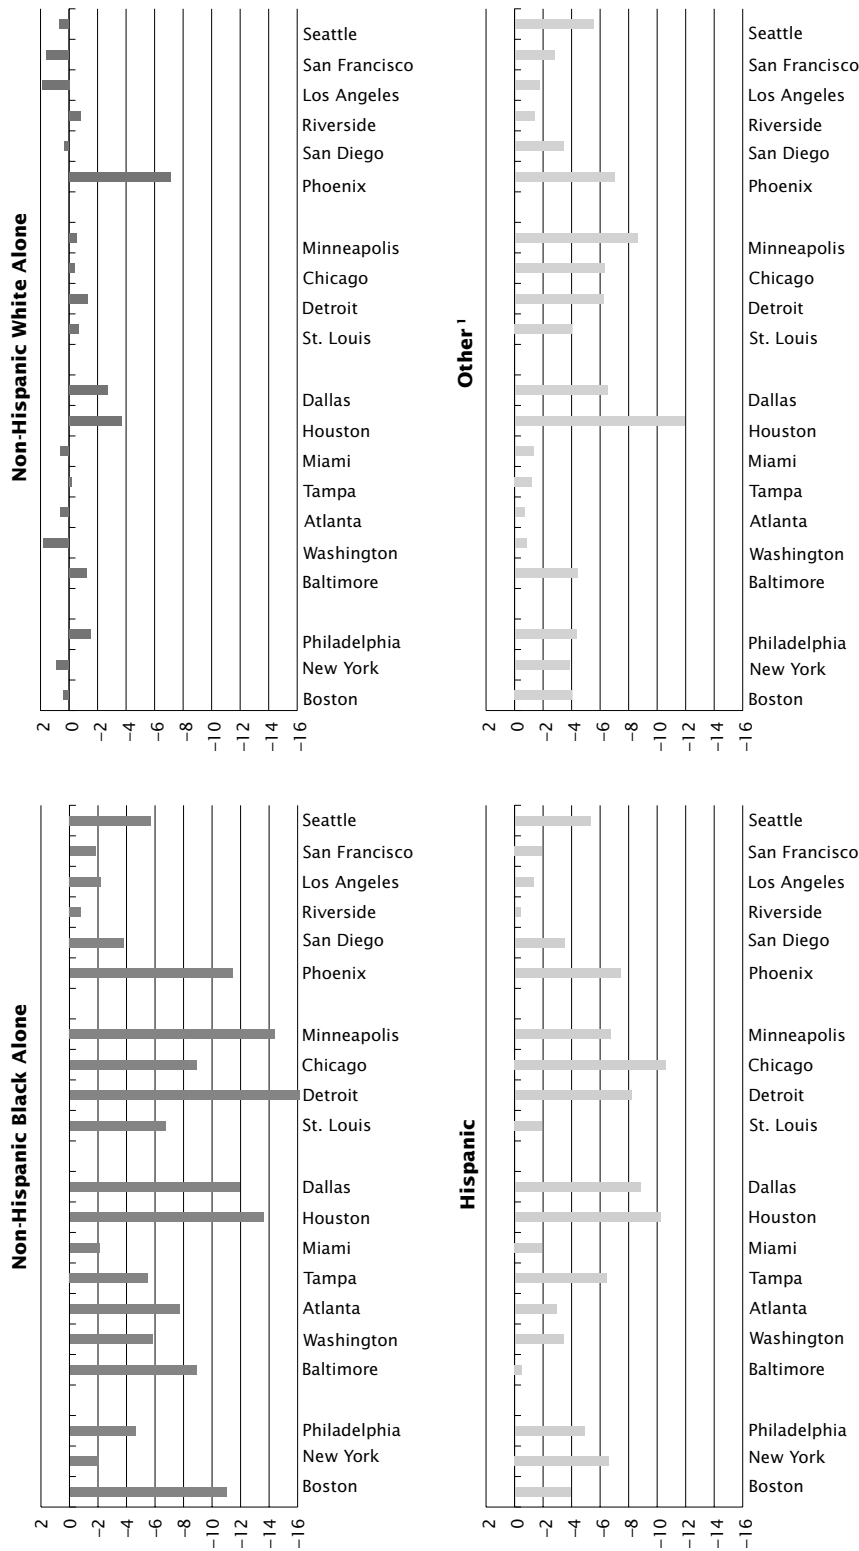 Non-Hispanic White Alone
2
0
−2
−4
−6
−8
−10
−12
−14
−16
Seattle
San Francisco
Los Angeles
Riverside
San Diego
Phoenix
Minneapolis
Chicago
Detroit
St. Louis
Dallas
Houston
Miami
Tampa
Atlanta
Washington
Baltimore
Philadelphia
New York
Boston
Other 1
2
0
−2
−4
−6
−8
−10
−12
−14
−16
Seattle
San Francisco
Los Angeles
Riverside
San Diego
Phoenix
Minneapolis
Chicago
Detroit
St. Louis
Dallas
Houston
Miami
Tampa
Atlanta
Washington
Baltimore
Philadelphia
New York
Boston
Non-Hispanic Black Alone
2
0
−2
−4
−6
−8
−10
−12
−14
−16
Seattle
San Francisco
Los Angeles
Riverside
San Diego
Phoenix
Minneapolis
Chicago
Detroit
St. Louis
Dallas
Houston
Miami
Tampa
Atlanta
Washington
Baltimore
Philadelphia
New York
Boston
Hispanic
2
0
−2
−4
−6
−8
−10
−12
−14
−16
Seattle
San Francisco
Los Angeles
Riverside
San Diego
Phoenix
Minneapolis
Chicago
Detroit
St. Louis
Dallas
Houston
Miami
Tampa
Atlanta
Washington
Baltimore
Philadelphia
New York
Boston